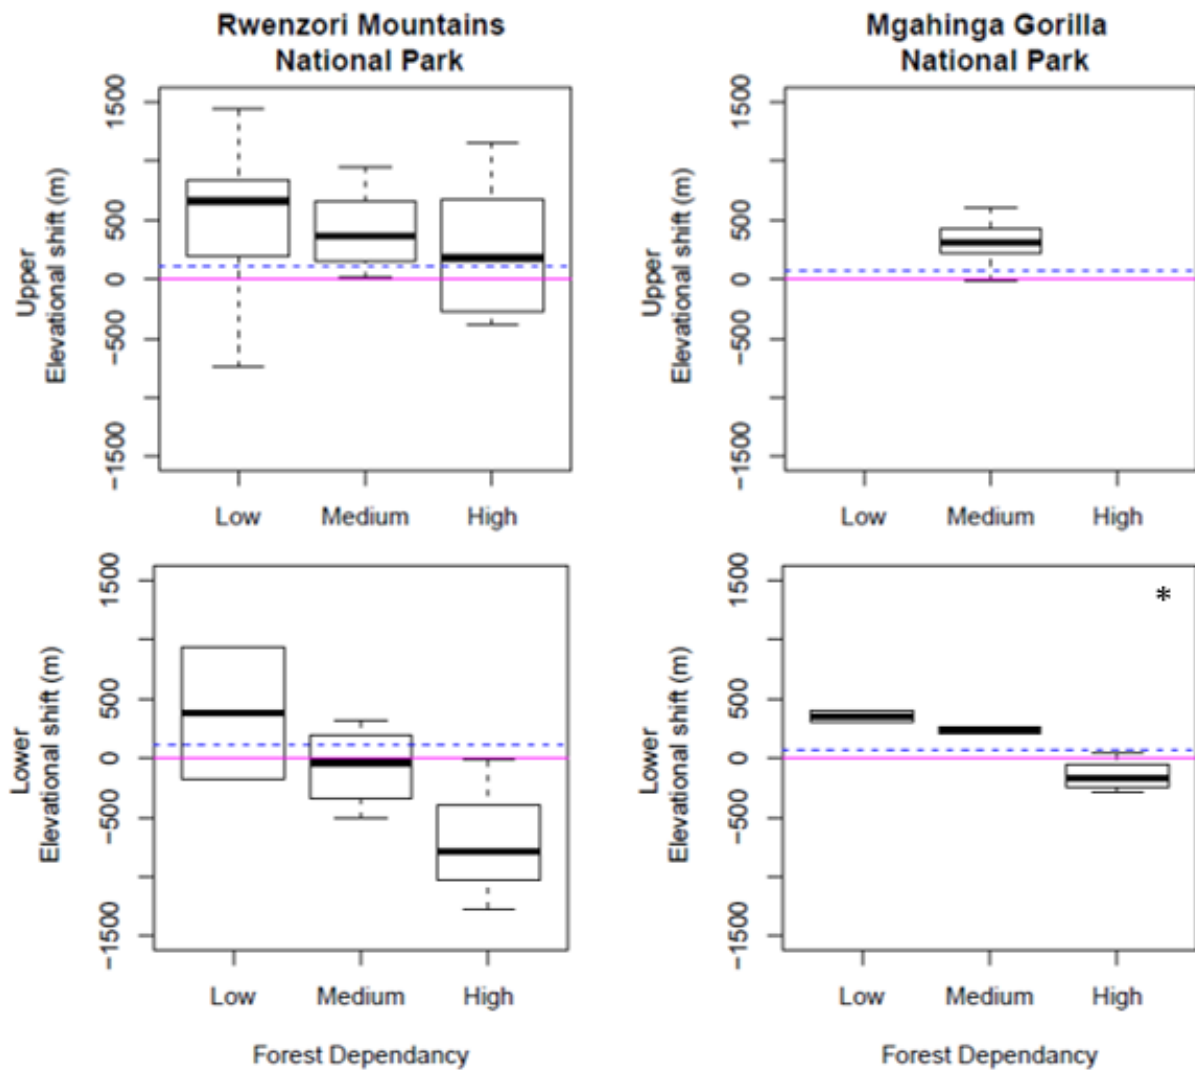 Rwenzori Mountains
National Park
Mgahinga Gorilla
National Park
Upper
Elevational shift (m)
1500
500
0
−500
−1500
Low Medium High
Upper
Elevational shift (m)
1500
500
0
−500
−1500
Low Medium High
Lower
Elevational shift (m)
1500
500
0
−500
−1500
Low Medium High
Forest Dependancy
Lower
Elevational shift (m)
1500
500
0
−500
−1500
*
Low Medium High
Forest Dependancy